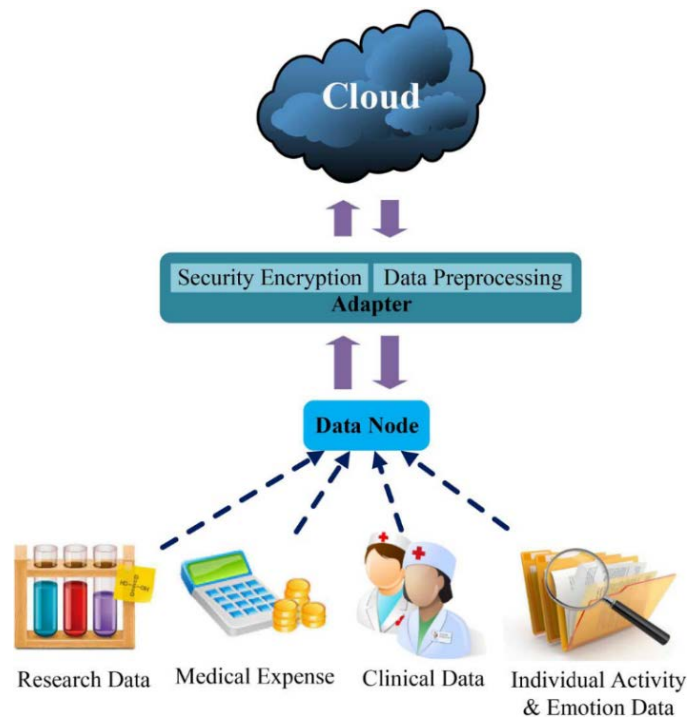 Cloud
Security Encryption
Data Preprocessing
Adapter
Data Node
Research Data
Medical Expense
Clinical Data
Individual Activity
& Emotion Data